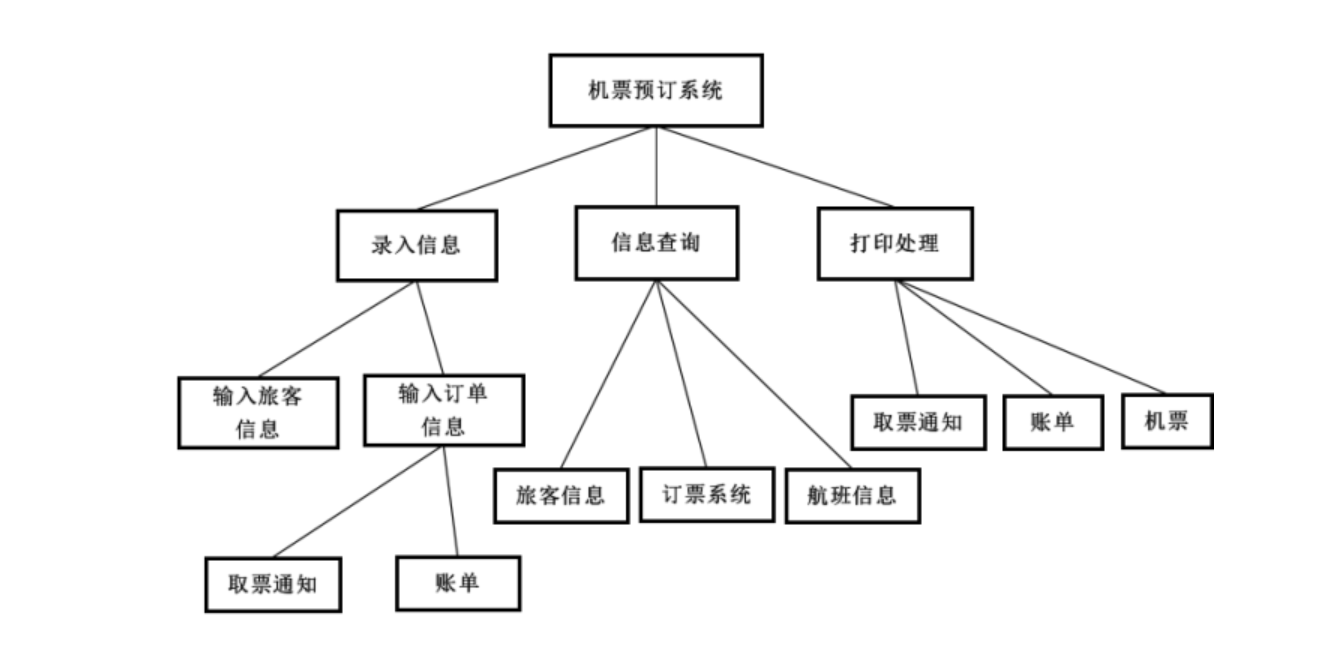 机票预订系统
录入信息
信息查询
打印处理
输入旅客
信息
输入订单
信息
取票通知
账单
机票
旅客信息
订票系统
航班信息
取票通知
账单